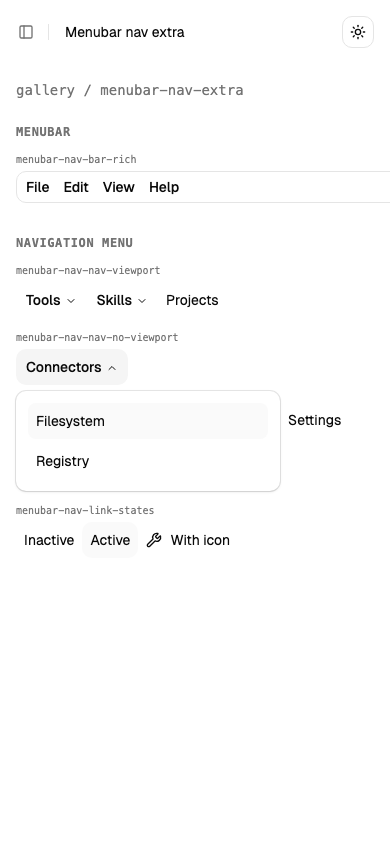 Menubar nav extra
gallery / menubar-nav-extra
MENUBAR
menubar-nav-bar-rich
File Edit View Help
NAVIGATION MENU
menubar-nav-nav-viewport
Tools Skills Projects
menubar-nav-nav-no-viewport
Connectors
Filesystem
Settings
Registry
menubar-nav-link-states
Inactive Active With icon